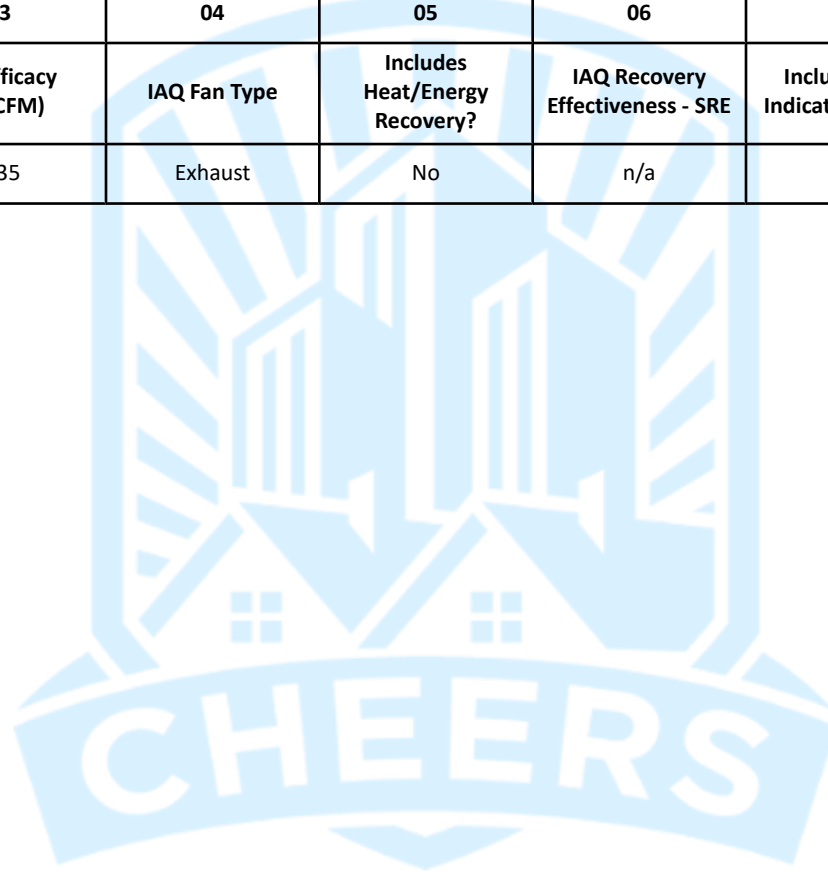 3 04 05 06
ficacy IAQ Fan Type Includes Heat/Energy Recovery? IAQ Recovery Effectiveness - SRE Inclu
CFM) Indicat
35 Exhaust No n/a
CHEERS